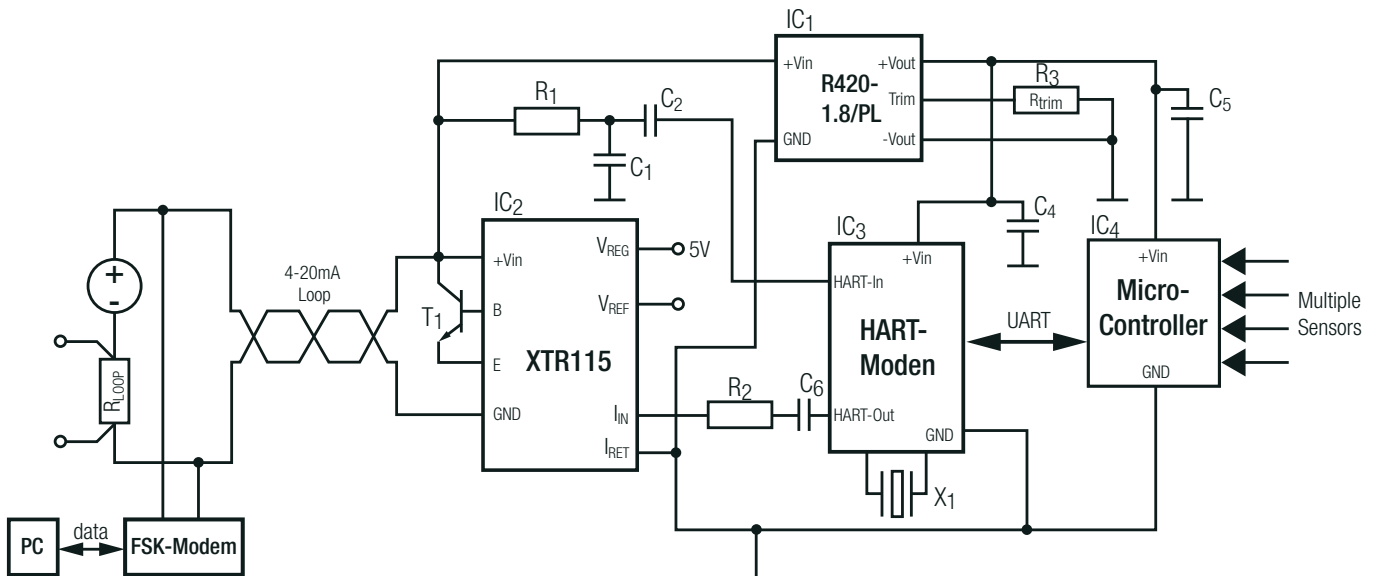 IC1
+Vin
+Vout
R420-
1.8/PL
Trim
GND
-Vout
R3
Rtrim
C5
R1
C2
C1
IC2
+Vin
VREG
5V
B
VREF
T1
XTR115
E
GND
IIN
IRET
4-20mA
Loop
+
-
RLOOP
R2
C6
IC3
+Vin
HART-In
HART-
Moden
HART-Out
GND
C4
X1
UART
IC4
+Vin
Micro-
Controller
GND
Multiple
Sensors
PC
data
FSK-Modem